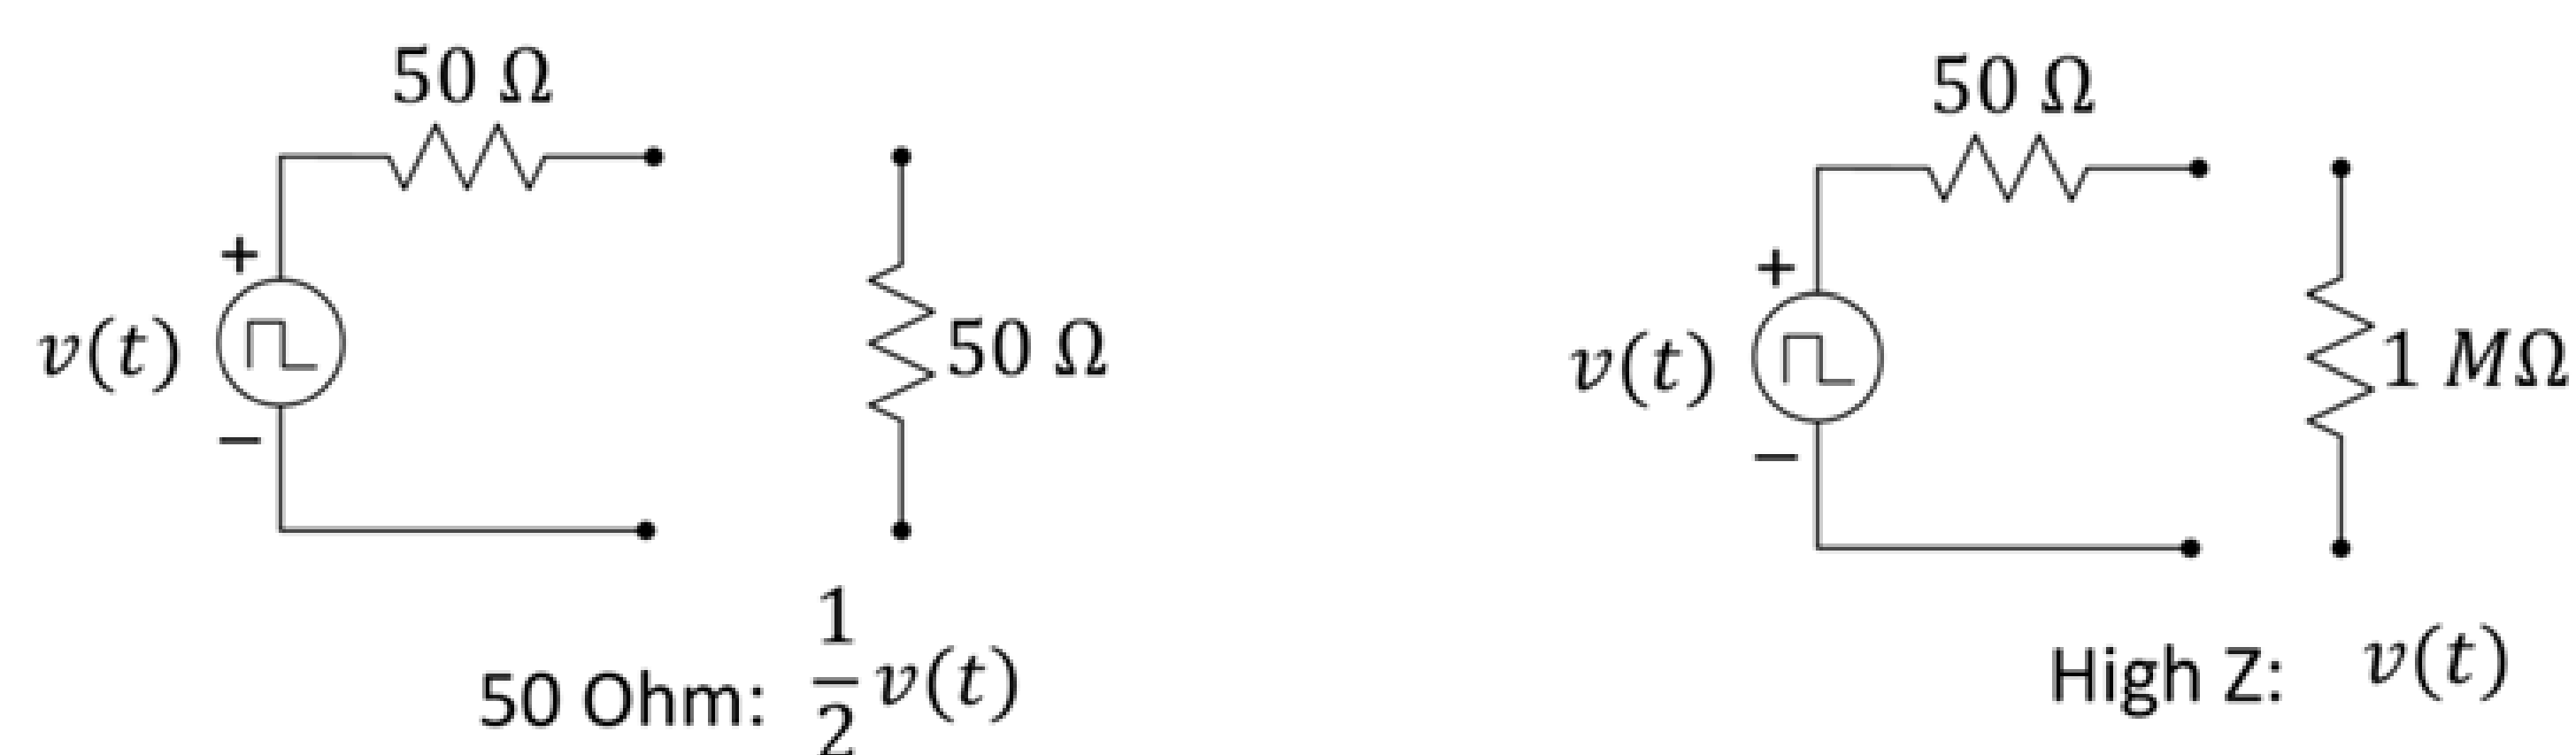 50 Ω
+
v(t)
−
50 Ω
50 Ohm: 1/2 v(t)
50 Ω
+
v(t)
−
1 MΩ
High Z: v(t)